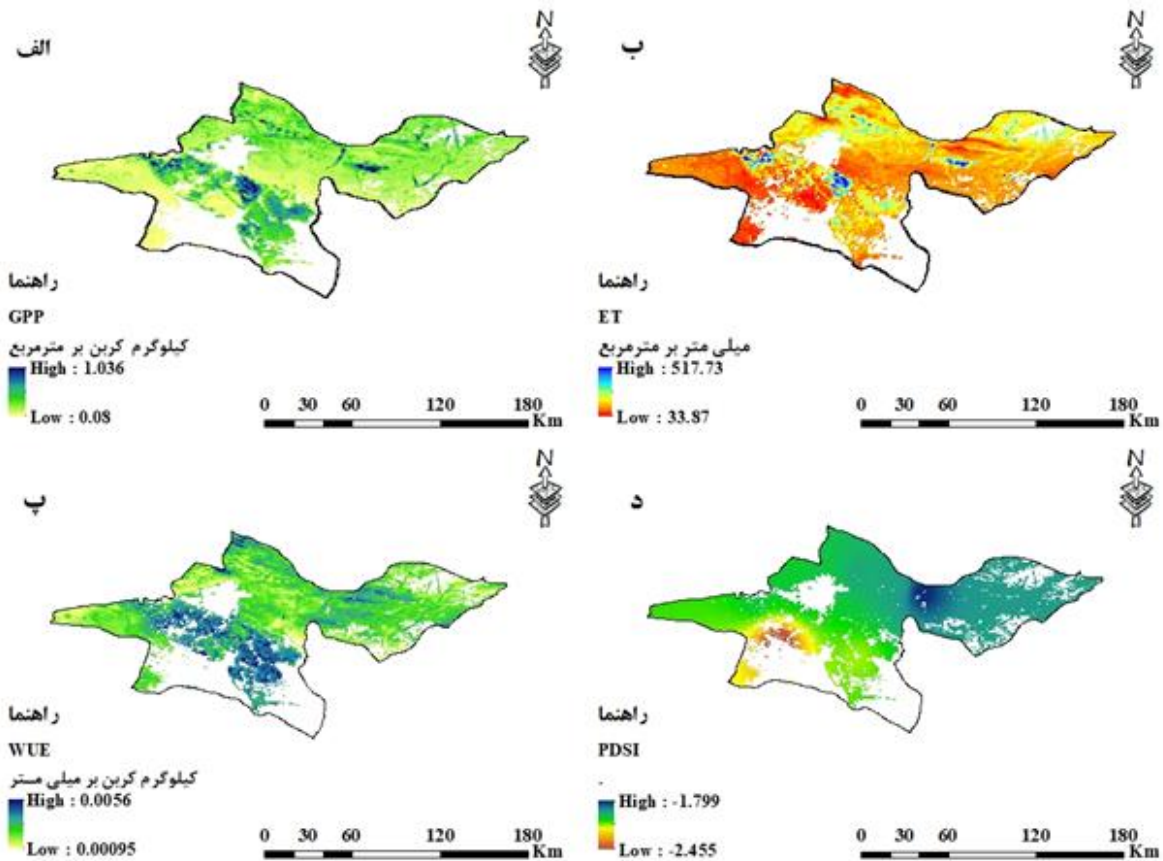 الف
N
راهنما
GPP
کیلوگرم کربن بر مترمربع
High : 1.036
Low : 0.08
0 30 60 120 180
Km
ب
N
راهنما
ET
میلی متر بر مترمربع
High : 517.73
Low : 33.87
0 30 60 120 180
Km
پ
N
راهنما
WUE
کیلوگرم کربن بر میلی متر
High : 0.0056
Low : 0.00095
0 30 60 120 180
Km
د
N
راهنما
PDSI
.
High : -1.799
Low : -2.455
0 30 60 120 180
Km